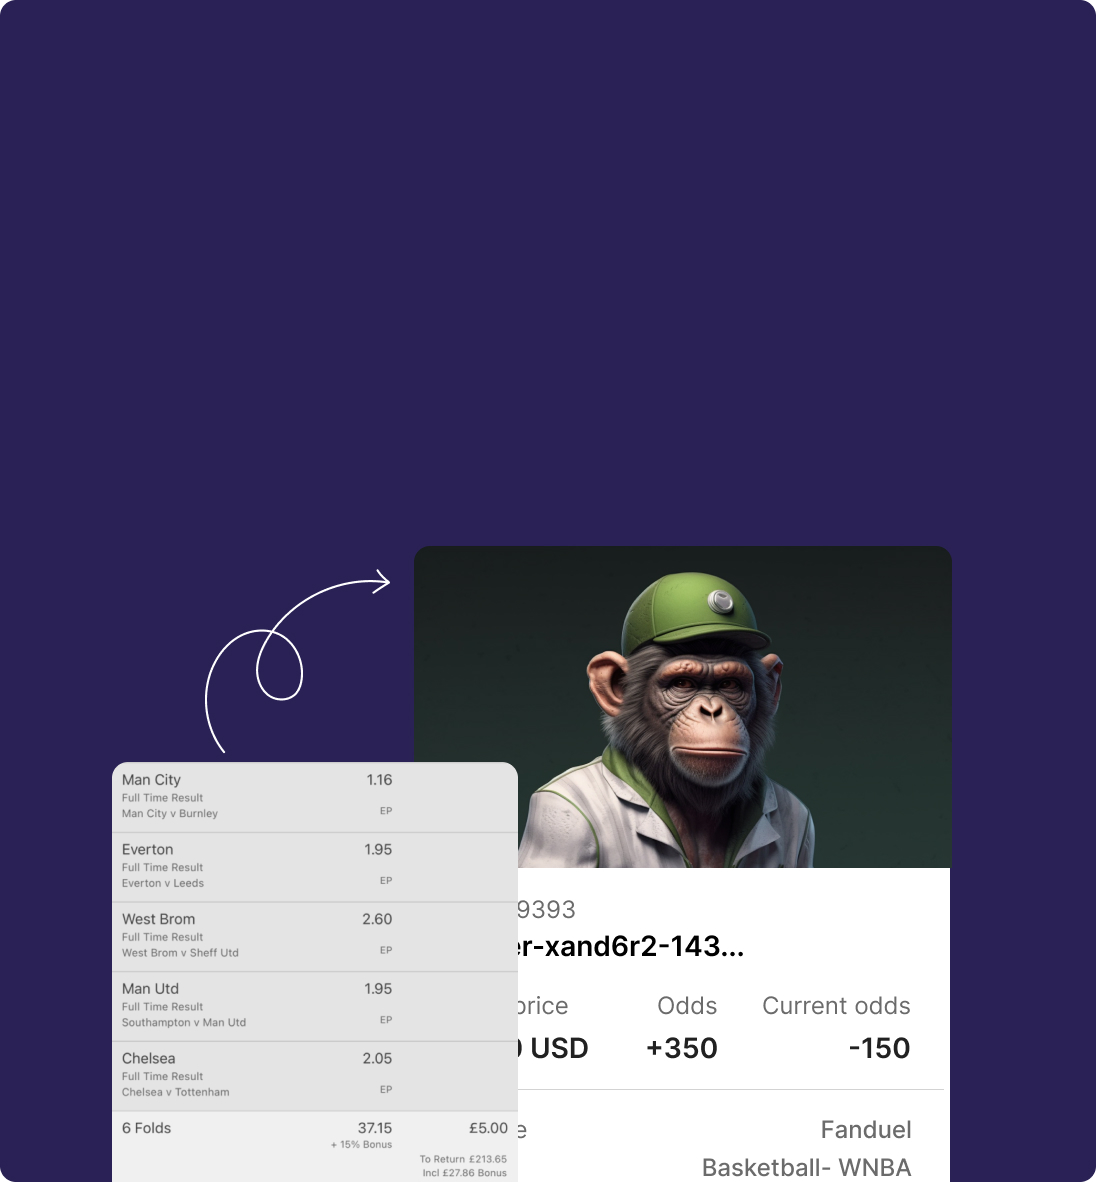 Man City 1.16
Full Time Result
Man City v Burnley EP
Everton 1.95
Full Time Result
Everton v Leeds EP
West Brom 2.60
Full Time Result
West Brom v Sheff Utd EP
Man Utd 1.95
Full Time Result
Southampton v Man Utd EP
Chelsea 2.05
Full Time Result
Chelsea v Tottenham EP
6 Folds 37.15 £5.00
+ 15% Bonus
To Return £213.65
Incl £27.86 Bonus
9393
er-xand6r2-143...
price Odds Current odds
USD +350 -150
Fanduel
Basketball- WNBA